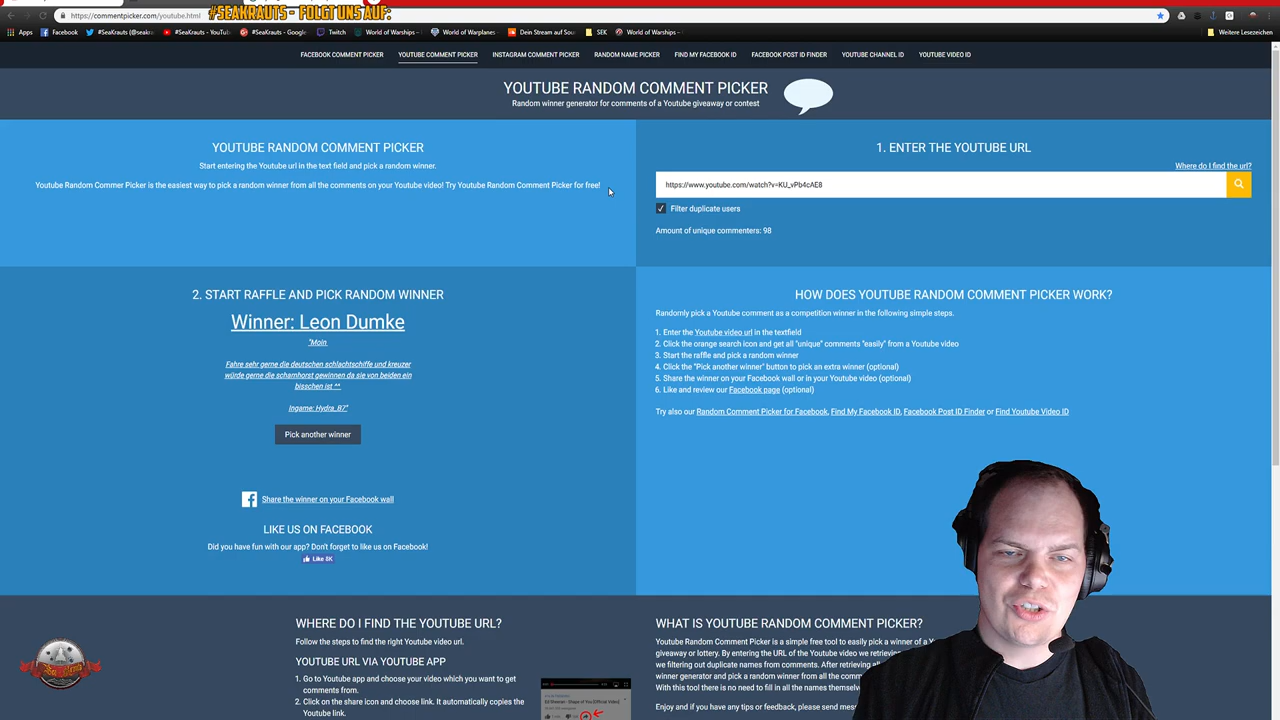 #SEAKRAUTS - FOLGT UNS AUF:
https://commentpicker.com/youtube.html
Apps
Facebook
#SeaKrauts (@seakra
#SeaKrauts - YouTu
#SeaKrauts - Google
Twitch
World of Warships –
World of Warplanes
Dein Stream auf Sou
SEK
World of Warships –
Weitere Lesezeichen
FACEBOOK COMMENT PICKER
YOUTUBE COMMENT PICKER
INSTAGRAM COMMENT PICKER
RANDOM NAME PICKER
FIND MY FACEBOOK ID
FACEBOOK POST ID FINDER
YOUTUBE CHANNEL ID
YOUTUBE VIDEO ID
YOUTUBE RANDOM COMMENT PICKER
Random winner generator for comments of a Youtube giveaway or contest
YOUTUBE RANDOM COMMENT PICKER
Start entering the Youtube url in the text field and pick a random winner.
Youtube Random Commer Picker is the easiest way to pick a random winner from all the comments on your Youtube video! Try Youtube Random Comment Picker for free!
1. ENTER THE YOUTUBE URL
Where do I find the url?
https://www.youtube.com/watch?v=KU_vPb4cAE8
Filter duplicate users
Amount of unique commenters: 98
2. START RAFFLE AND PICK RANDOM WINNER
Winner: Leon Dumke
"Moin
Fahre sehr gerne die deutschen schlachtschiffe und kreuzer
würde gerne die scharnhorst gewinnen da sie von beiden ein
bisschen ist ^^
Ingame: Hydra_B7"
Pick another winner
Share the winner on your Facebook wall
LIKE US ON FACEBOOK
Did you have fun with our app? Don't forget to like us on Facebook!
Like 8K
HOW DOES YOUTUBE RANDOM COMMENT PICKER WORK?
Randomly pick a Youtube comment as a competition winner in the following simple steps.
1. Enter the Youtube video url in the textfield
2. Click the orange search icon and get all "unique" comments "easily" from a Youtube video
3. Start the raffle and pick a random winner
4. Click the "Pick another winner" button to pick an extra winner (optional)
5. Share the winner on your Facebook wall or in your Youtube video (optional)
6. Like and review our Facebook page (optional)
Try also our Random Comment Picker for Facebook, Find My Facebook ID, Facebook Post ID Finder or Find Youtube Video ID
WHERE DO I FIND THE YOUTUBE URL?
Follow the steps to find the right Youtube video url.
YOUTUBE URL VIA YOUTUBE APP
1. Go to Youtube app and choose your video which you want to get
comments from.
2. Click on the share icon and choose link. It automatically copies the
Youtube link.
WHAT IS YOUTUBE RANDOM COMMENT PICKER?
Youtube Random Comment Picker is a simple free tool to easily pick a winner of a Y
giveaway or lottery. By entering the URL of the Youtube video we retrieving
we filtering out duplicate names from comments. After retrieving all
winner generator and pick a random winner from all the comm
With this tool there is no need to fill in all the names themselv
Enjoy and if you have any tips or feedback, please send mess